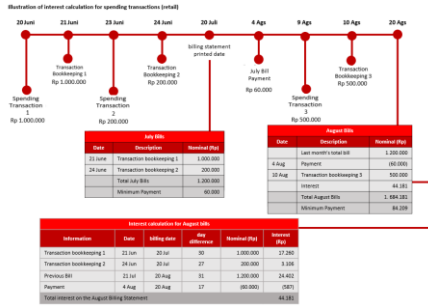 Illustration of interest calculation for spending transactions (retail)
20 Juni 21 Juni 23 Juni 24 Juni 20 Juli 4 Ags 9 Ags 10 Ags 20 Ags
billing statement
printed date
Transaction
Bookkeeping 1
Rp 1.000.000
Transaction
Bookkeeping 2
Rp 200.000
July Bill
Payment
Rp 60.000
Transaction
Bookkeeping 3
Rp 500.000
Spending
Transaction
1
Rp 1.000.000
Spending
Transaction
2
Rp 200.000
Spending
Transaction
3
Rp 500.000
July Bills
Date Description Nominal (Rp)
21 June Transaction bookkeeping 1 1.000.000
24 June Transaction bookkeeping 2 200.000
Total July Bills 1.200.000
Minimum Payment 60.000
August Bills
Date Description Nominal (Rp)
Last month's total bill 1.200.000
4 Aug Payment (60.000)
10 Aug Transaction bookkeeping 3 500.000
Interest 44.181
Total August Bills 1.684.181
Minimum Payment 84.209
Interest calculation for August bills
Information Date billing date day difference Nominal (Rp) Interest (Rp)
Transaction bookkeeping 1 21 Jun 20 Jul 30 1.000.000 17.260
Transaction bookkeeping 2 24 Jun 20 Jul 27 200.000 3.106
Previous Bill 21 Jul 20 Aug 31 1.200.000 24.402
Payment 4 Aug 20 Aug 17 (60.000) (587)
Total interest on the August Billing Statement 44.181